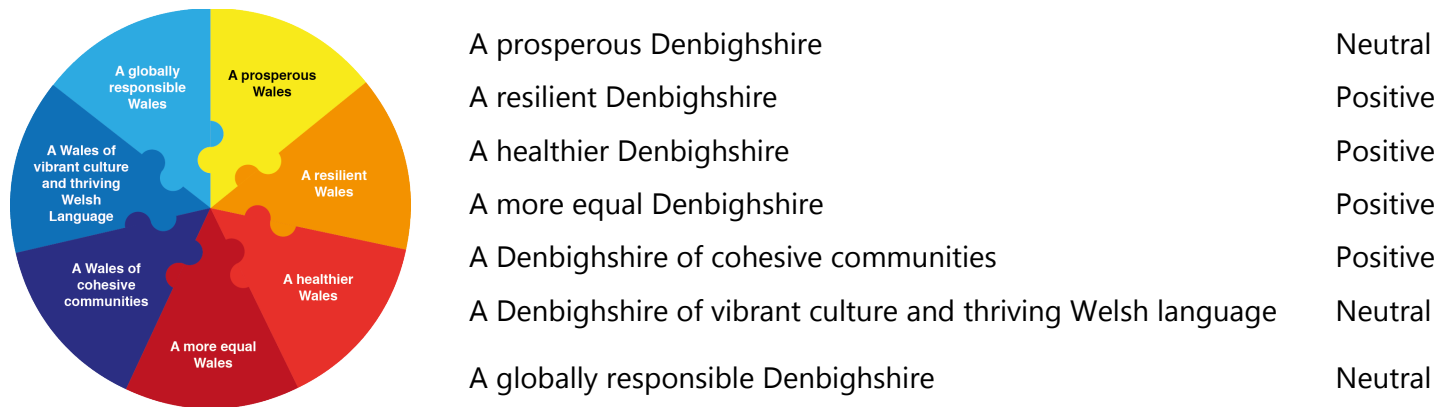 A globally
responsible
Wales
A prosperous
Wales
A resilient
Wales
A healthier
Wales
A more equal
Wales
A Wales of
cohesive
communities
A Wales of
vibrant culture
and thriving
Welsh
Language
A prosperous Denbighshire Neutral
A resilient Denbighshire Positive
A healthier Denbighshire Positive
A more equal Denbighshire Positive
A Denbighshire of cohesive communities Positive
A Denbighshire of vibrant culture and thriving Welsh language Neutral
A globally responsible Denbighshire Neutral